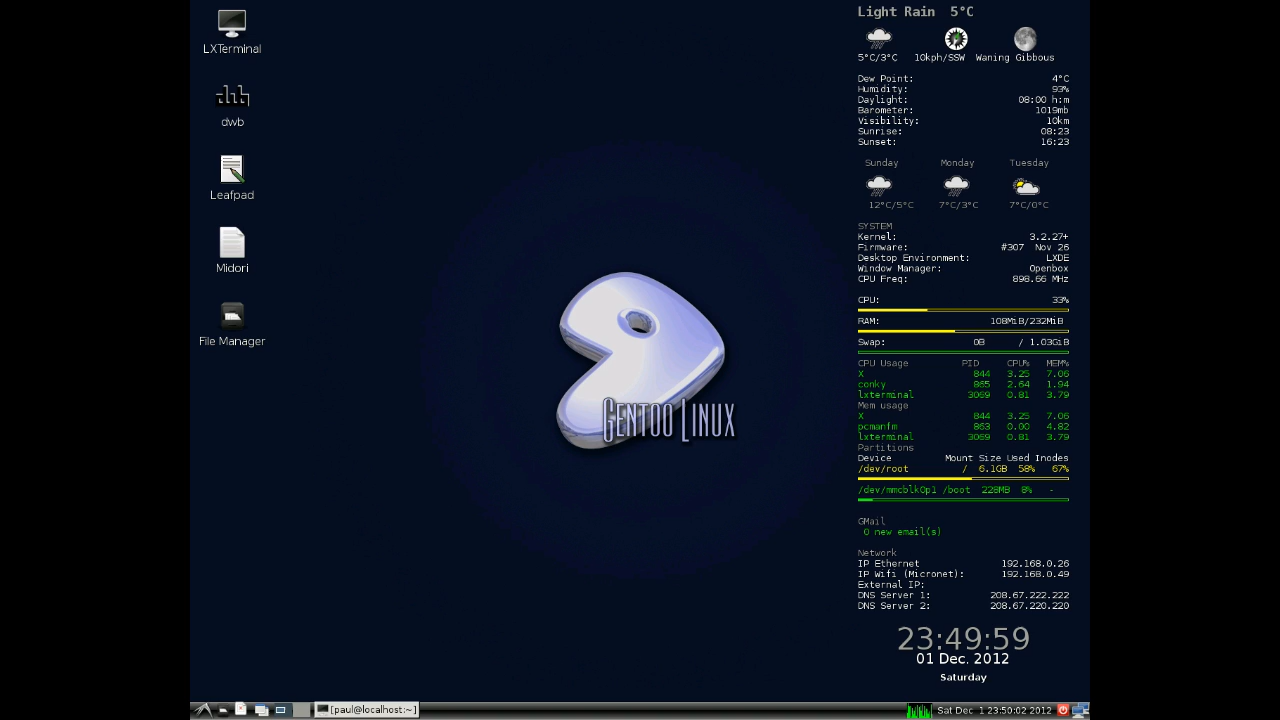 LXTerminal
dwb
Leafpad
Midori
File Manager
GENTOO LINUX
Light Rain 5°C
5°C/3°C 10kph/SSW Waning Gibbous
Dew Point: 4°C
Humidity: 93%
Daylight: 08:00 h:m
Barometer: 1019mb
Visibility: 10km
Sunrise: 08:23
Sunset: 16:23
Sunday Monday Tuesday
12°C/5°C 7°C/3°C 7°C/0°C
SYSTEM
Kernel: 3.2.27+
Firmware: #307 Nov 26
Desktop Environment: LXDE
Window Manager: Openbox
CPU Freq: 898.66 MHz
CPU: 33%
RAM: 108MiB/232MiB
Swap: 0B / 1.03GiB
CPU Usage PID CPU% MEM%
X 844 3.25 7.06
conky 865 2.64 1.94
lxterminal 3069 0.81 3.79
Mem usage
X 844 3.25 7.06
pcmanfm 863 0.00 4.82
lxterminal 3069 0.81 3.79
Partitions
Device Mount Size Used Inodes
/dev/root / 6.1GB 58% 67%
/dev/mmcblk0p1 /boot 228MB 8% -
GMail
0 new email(s)
Network
IP Ethernet 192.168.0.26
IP Wifi (Micronet): 192.168.0.49
External IP:
DNS Server 1: 208.67.222.222
DNS Server 2: 208.67.220.220
23:49:59
01 Dec. 2012
Saturday
[paul@localhost:~]
Sat Dec 1 23:50:02 2012